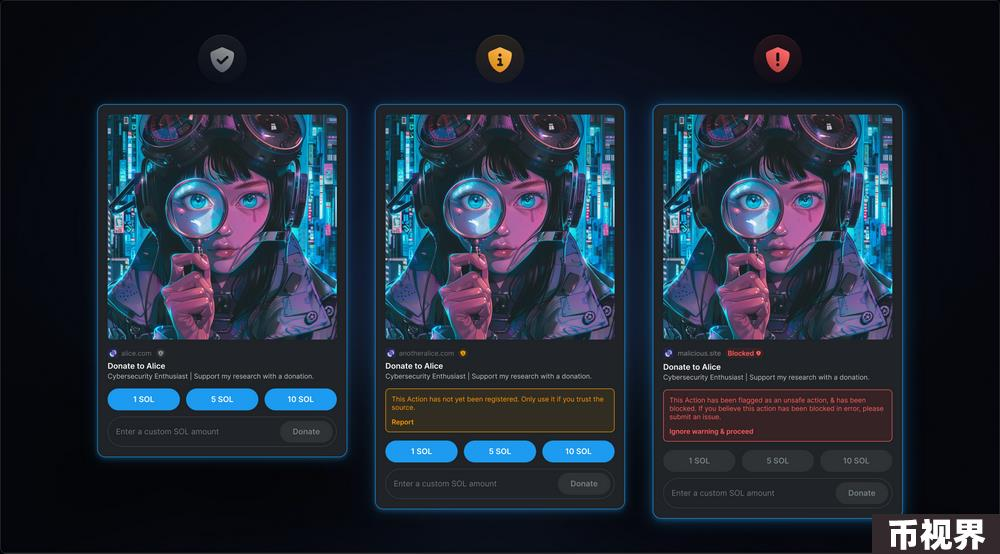 alice.com
Donate to Alice
Cybersecurity Enthusiast | Support my research with a donation.
1 SOL
5 SOL
10 SOL
Enter a custom SOL amount
Donate
anotheralice.com
Donate to Alice
Cybersecurity Enthusiast | Support my research with a donation.
This Action has not yet been registered. Only use it if you trust the
source.
Report
1 SOL
5 SOL
10 SOL
Enter a custom SOL amount
Donate
malicious.site
Blocked
Donate to Alice
Cybersecurity Enthusiast | Support my research with a donation.
This Action has been flagged as an unsafe action, & has been
blocked. If you believe this action has been blocked in error, please
submit an issue.
Ignore warning & proceed
1 SOL
5 SOL
10 SOL
Enter a custom SOL amount
Donate
币视界